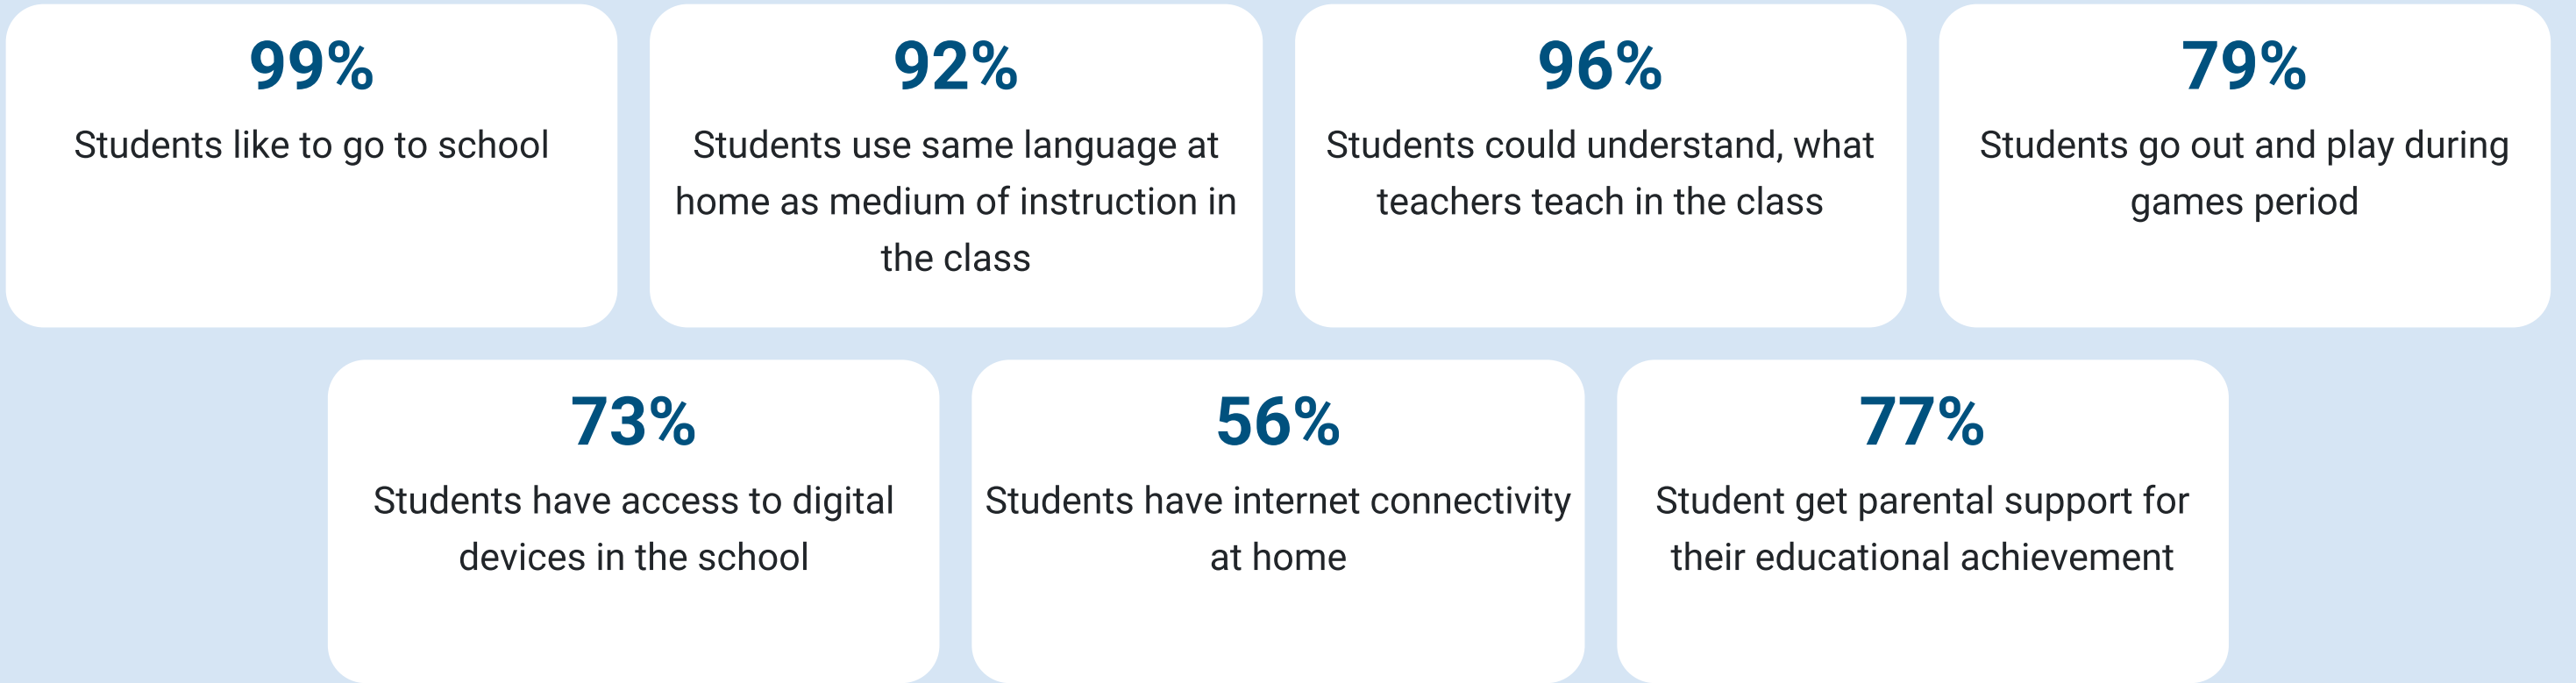 99%
Students like to go to school
92%
Students use same language at
home as medium of instruction in
the class
96%
Students could understand, what
teachers teach in the class
79%
Students go out and play during
games period
73%
Students have access to digital
devices in the school
56%
Students have internet connectivity
at home
77%
Student get parental support for
their educational achievement